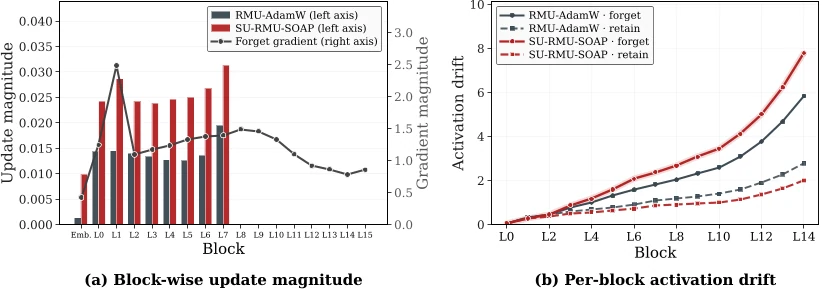 0.040
0.035
0.030
0.025
0.020
0.015
0.010
0.005
0.000
Update magnitude
RMU-AdamW (left axis)
SU-RMU-SOAP (left axis)
Forget gradient (right axis)
3.0
2.5
2.0
1.5
1.0
0.5
0.0
Gradient magnitude
Emb. L0 L1 L2 L3 L4 L5 L6 L7 L8 L9 L10 L11 L12 L13 L14 L15
Block
(a) Block-wise update magnitude
10
8
6
4
2
0
Activation drift
RMU-AdamW · forget
RMU-AdamW · retain
SU-RMU-SOAP · forget
SU-RMU-SOAP · retain
L0 L2 L4 L6 L8 L10 L12 L14
Block
(b) Per-block activation drift